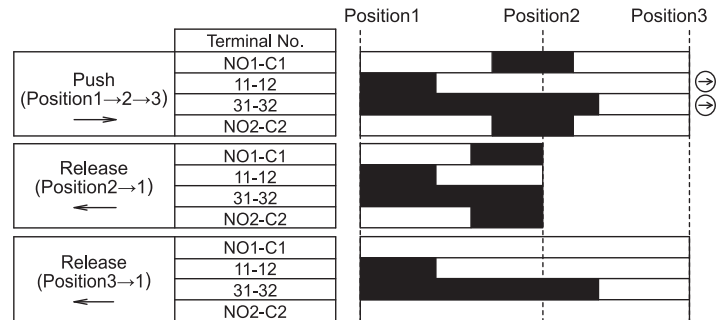 Position1 Position2 Position3
Terminal No.
Push
(Position1→2→3)
→
NO1-C1
11-12
31-32
NO2-C2
Release
(Position2→1)
←
NO1-C1
11-12
31-32
NO2-C2
Release
(Position3→1)
←
NO1-C1
11-12
31-32
NO2-C2